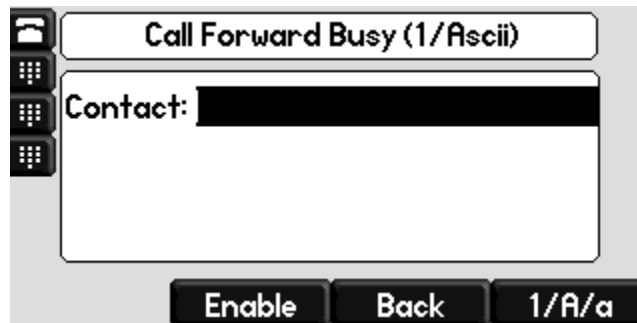 Call Forward Busy (1/Ascii)
Contact:
Enable Back 1/A/a